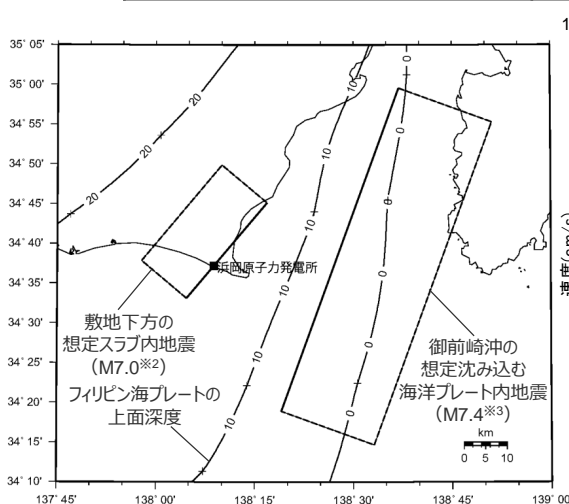 1
35° 05'
35° 00'
34° 55'
34° 50'
34° 45'
34° 40'
34° 35'
34° 30'
34° 25'
34° 20'
34° 15'
34° 10'
20
20
20
10
10
10
10
0
0
0
0
0
浜岡原子力発電所
敷地下方の
想定スラブ内地震
(M7.0※2)
フィリピン海プレートの
上面深度
御前崎沖の
想定沈み込む
海洋プレート内地震
(M7.4※3)
km
0 5 10
137° 45'
138° 00'
138° 15'
138° 30'
138° 45'
139° 00'
速度(cm/s)